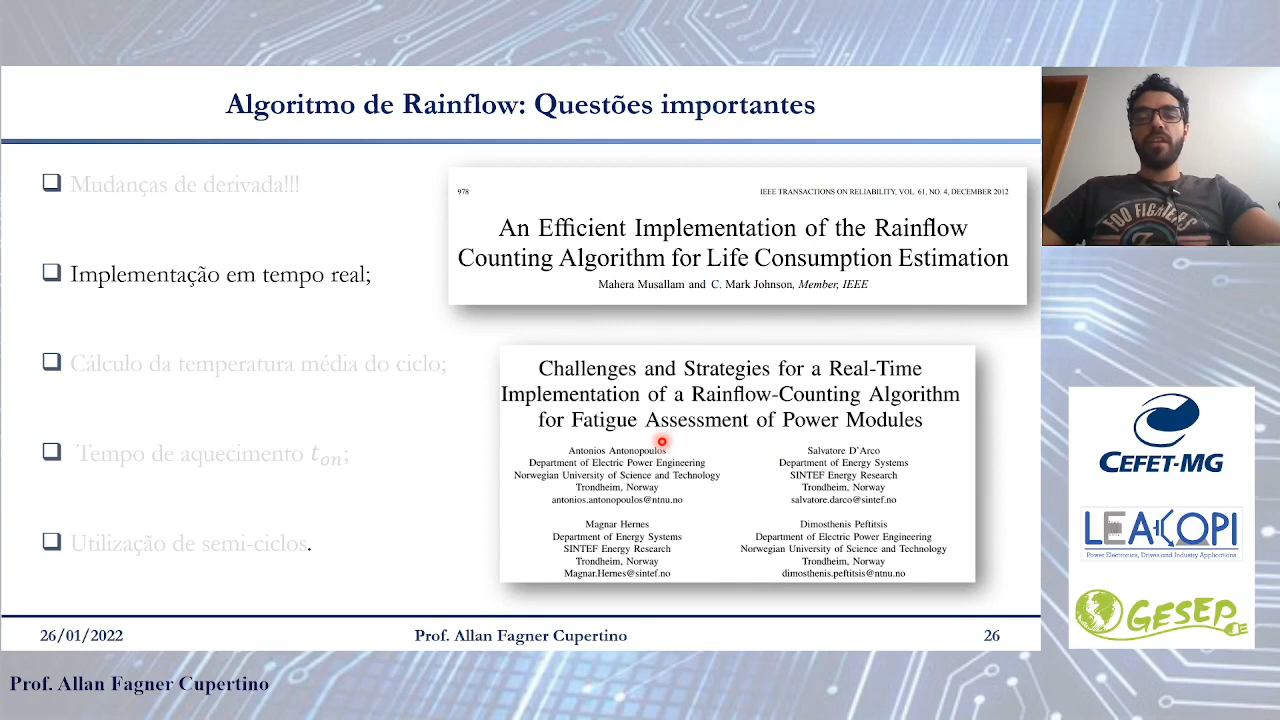 Algoritmo de Rainflow: Questões importantes
❑ Mudanças de derivada!!!
❑ Implementação em tempo real;
❑ Cálculo da temperatura média do ciclo;
❑ Tempo de aquecimento t_on;
❑ Utilização de semi-ciclos.
978
IEEE TRANSACTIONS ON RELIABILITY, VOL. 61, NO. 4, DECEMBER 2012
An Efficient Implementation of the Rainflow
Counting Algorithm for Life Consumption Estimation
Mahera Musallam and C. Mark Johnson, Member, IEEE
Challenges and Strategies for a Real-Time
Implementation of a Rainflow-Counting Algorithm
for Fatigue Assessment of Power Modules
Antonios Antonopoulos
Department of Electric Power Engineering
Norwegian University of Science and Technology
Trondheim, Norway
antonios.antonopoulos@ntnu.no
Salvatore D'Arco
Department of Energy Systems
SINTEF Energy Research
Trondheim, Norway
salvatore.darco@sintef.no
Magnar Hernes
Department of Energy Systems
SINTEF Energy Research
Trondheim, Norway
Magnar.Hernes@sintef.no
Dimosthenis Peftitsis
Department of Electric Power Engineering
Norwegian University of Science and Technology
Trondheim, Norway
dimosthenis.peftitsis@ntnu.no
26/01/2022
Prof. Allan Fagner Cupertino
26
FOO FIGHTERS
CEFET-MG
LEACOPI
Power Electronics, Drives and Industry Applications
GESEP
Prof. Allan Fagner Cupertino